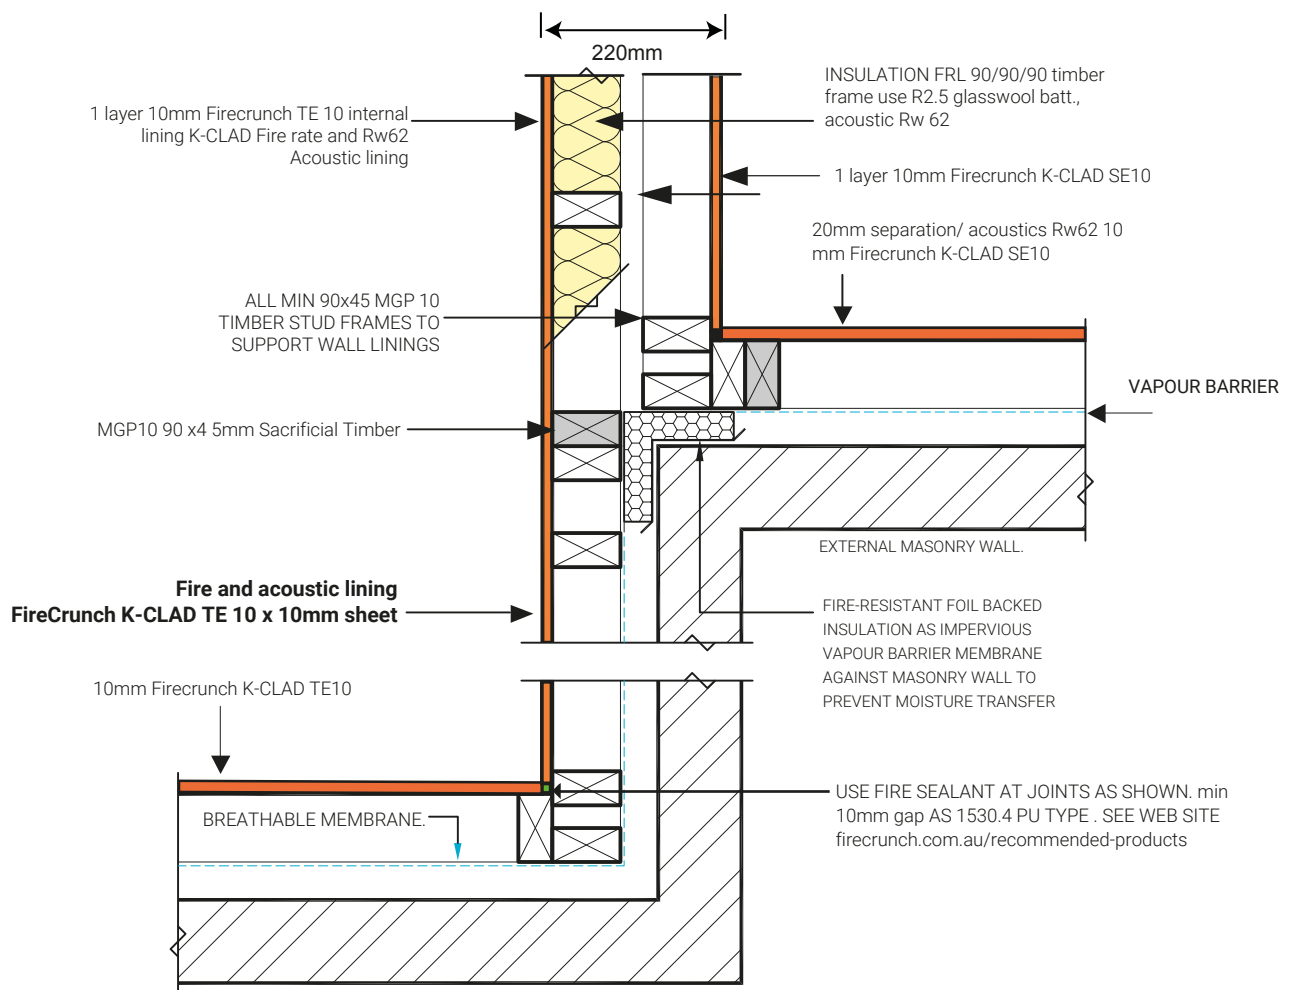 220mm
1 layer 10mm Firecrunch TE 10 internal
lining K-CLAD Fire rate and Rw62
Acoustic lining
INSULATION FRL 90/90/90 timber
frame use R2.5 glasswool batt.,
acoustic Rw 62
1 layer 10mm Firecrunch K-CLAD SE10
20mm separation/ acoustics Rw62 10
mm Firecrunch K-CLAD SE10
ALL MIN 90x45 MGP 10
TIMBER STUD FRAMES TO
SUPPORT WALL LININGS
VAPOUR BARRIER
MGP10 90 x4 5mm Sacrificial Timber
EXTERNAL MASONRY WALL.
Fire and acoustic lining
FireCrunch K-CLAD TE 10 x 10mm sheet
FIRE-RESISTANT FOIL BACKED
INSULATION AS IMPERVIOUS
VAPOUR BARRIER MEMBRANE
AGAINST MASONRY WALL TO
PREVENT MOISTURE TRANSFER
10mm Firecrunch K-CLAD TE10
BREATHABLE MEMBRANE.
USE FIRE SEALANT AT JOINTS AS SHOWN. min
10mm gap AS 1530.4 PU TYPE . SEE WEB SITE
firecrunch.com.au/recommended-products